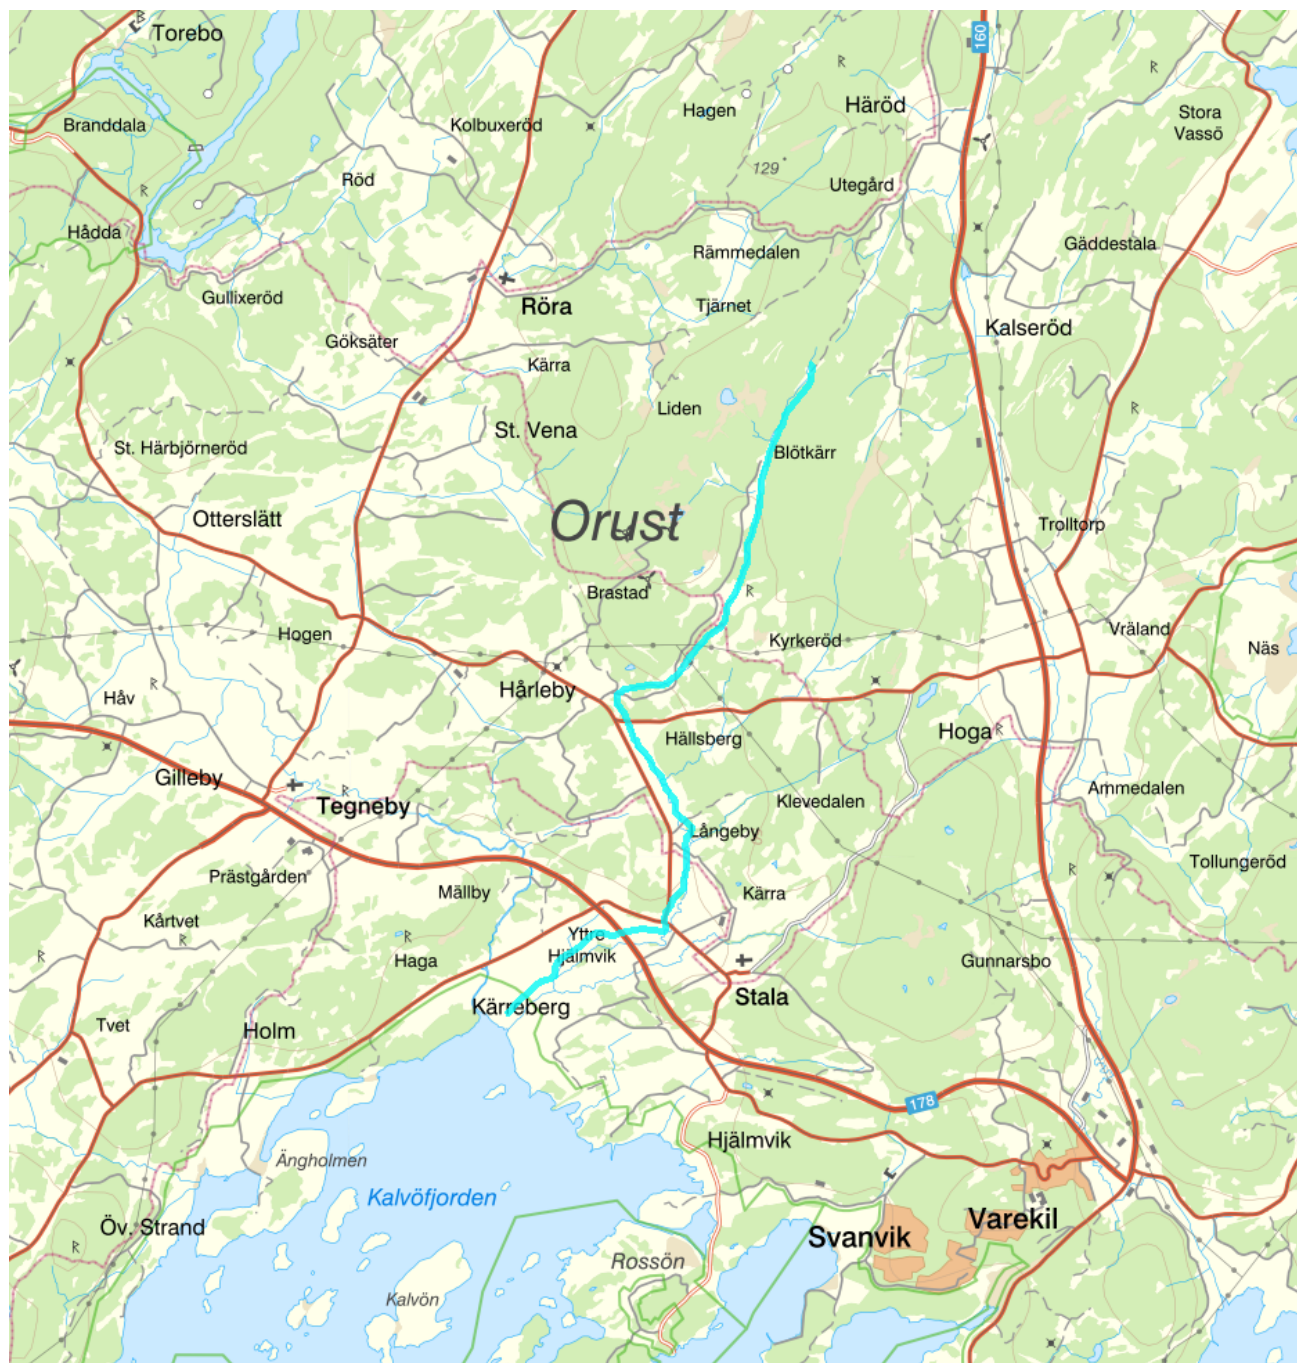 Torebo
160
Hagen
Häröd
Stora
Vassö
Branddala
Kolbuxeröd
129
Röd
Utegård
Hådda
Gäddestala
Rämmedalen
Gullixeröd
Röra
Tjärnet
Kalseröd
Göksäter
Kärra
Liden
St. Vena
St. Härbjörneröd
Blötkärr
Otterslätt
Orust
Trolltorp
Brastad
Hogen
Kyrkeröd
Vräland
Näs
Håv
Hårleby
Hällsberg
Hoga
Gilleby
Tegneby
Klevedalen
Ammedalen
Långeby
Prästgården
Mällby
Kärra
Tollungeröd
Kårtvet
Yttre
Hjälmvik
Haga
Gunnarsbo
Kärreberg
Stala
Tvet
Holm
178
Hjälmvik
Ängholmen
Kalvöfjorden
Öv. Strand
Svanvik
Varekil
Rossön
Kalvön